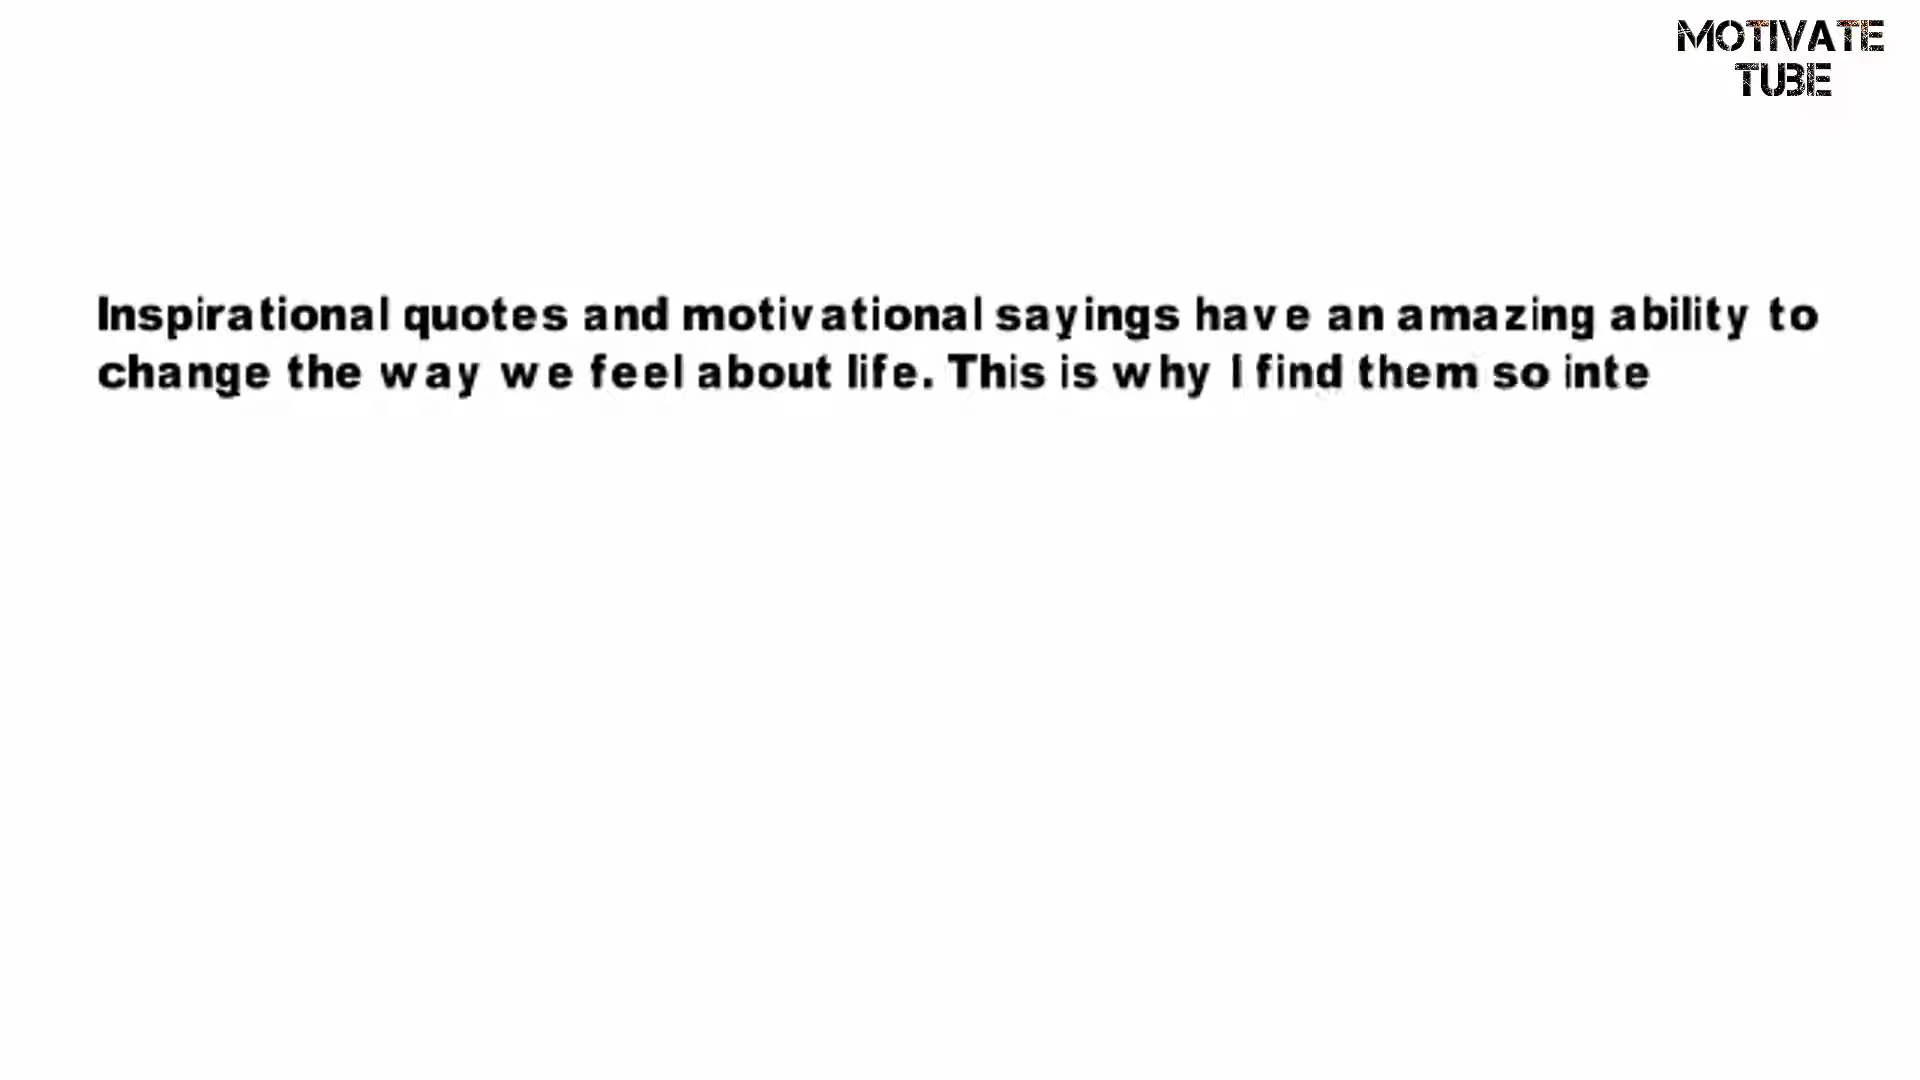 MOTIVATE
TUBE
Inspirational quotes and motivational sayings have an amazing ability to
change the way we feel about life. This is why I find them so inte